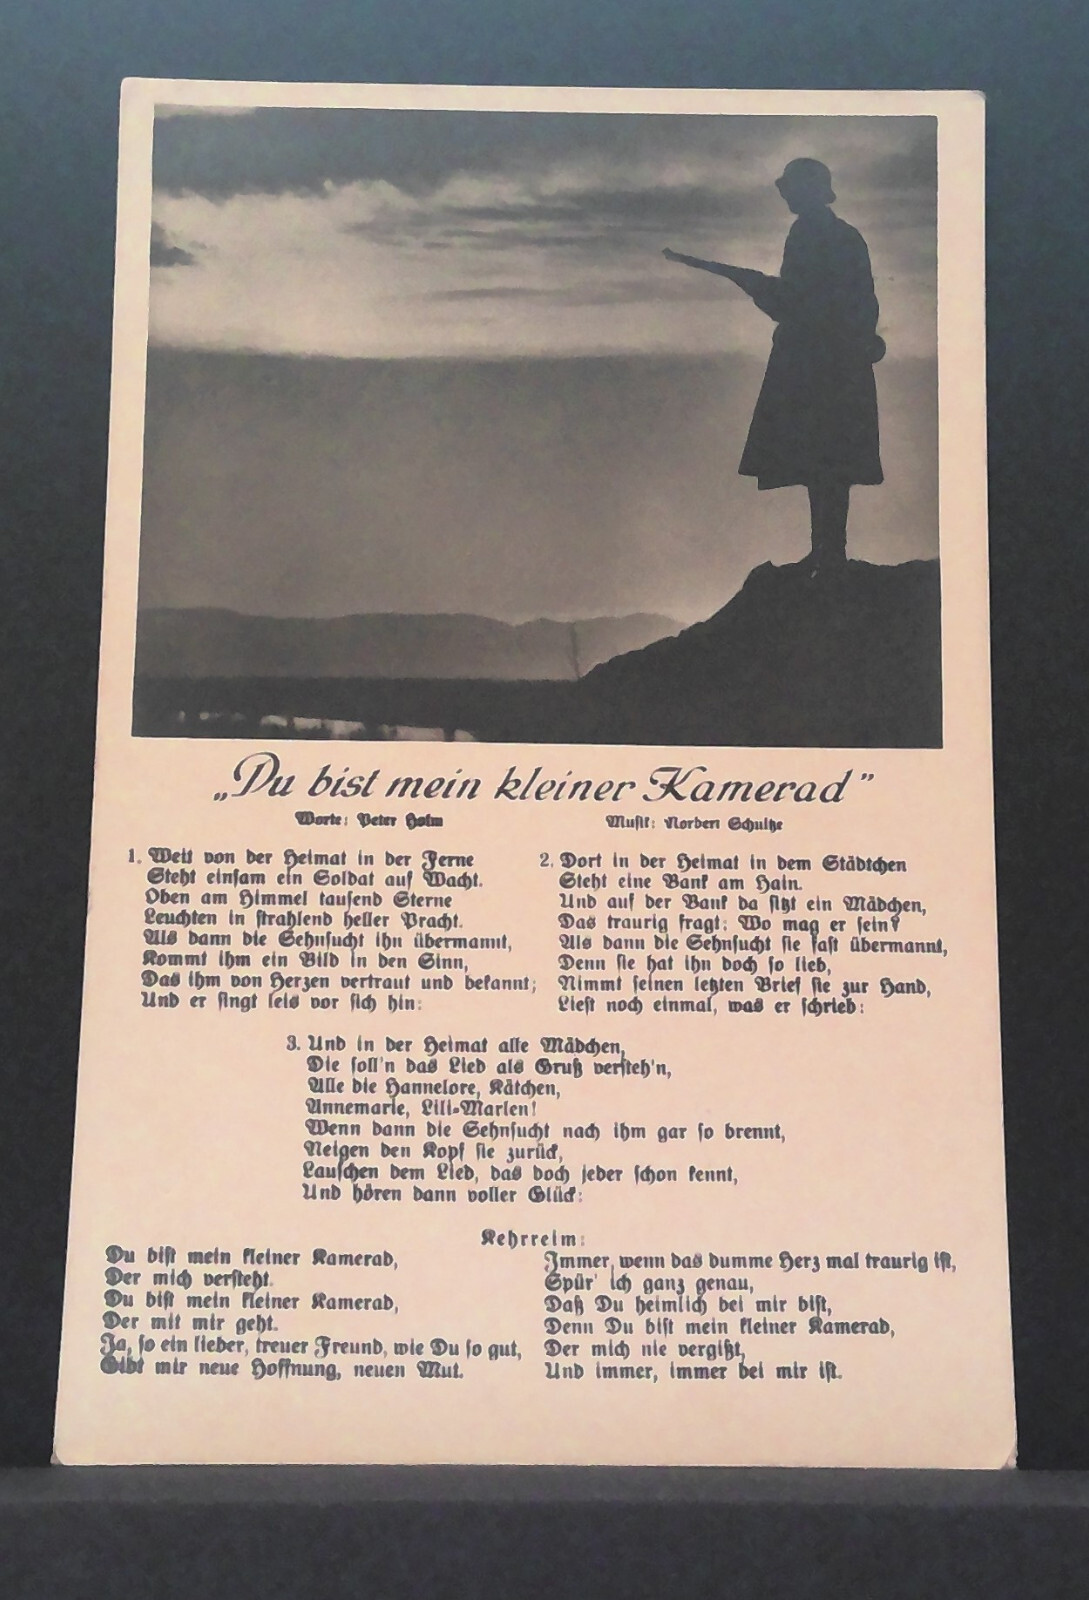 „Du bist mein kleiner Kamerad”
Worte: Peter Holm
Musik: Norbert Schultze
1. Weit von der Heimat in der Ferne
Steht einsam ein Soldat auf Wacht.
Oben am Himmel tausend Sterne
Leuchten in strahlend heller Pracht.
Als dann die Sehnsucht ihn übermannt,
Kommt ihm ein Bild in den Sinn,
Das ihm von Herzen vertraut und bekannt;
Und er singt leis vor sich hin:
2. Dort in der Heimat in dem Städtchen
Steht eine Bank am Hain.
Und auf der Bank da sitzt ein Mädchen,
Das traurig fragt: Wo mag er sein?
Als dann die Sehnsucht sie fast übermannt,
Denn sie hat ihn doch so lieb,
Nimmt seinen letzten Brief sie zur Hand,
Liest noch einmal, was er schrieb:
3. Und in der Heimat alle Mädchen,
Die soll'n das Lied als Gruß versteh'n,
Alle die Hannelore, Kätchen,
Annemarie, Lili-Marlen!
Wenn dann die Sehnsucht nach ihm gar so brennt,
Neigen den Kopf sie zurück,
Lauschen dem Lied, das doch jeder schon kennt,
Und hören dann voller Glück:
Kehrreim:
Du bist mein kleiner Kamerad,
Der mich versteht.
Du bist mein kleiner Kamerad,
Der mit mir geht.
Ja, so ein lieber, treuer Freund, wie Du so gut,
Gibt mir neue Hoffnung, neuen Mut.
Immer, wenn das dumme Herz mal traurig ist,
Spür' ich ganz genau,
Daß Du heimlich bei mir bist,
Denn Du bist mein kleiner Kamerad,
Der mich nie vergißt,
Und immer, immer bei mir ist.